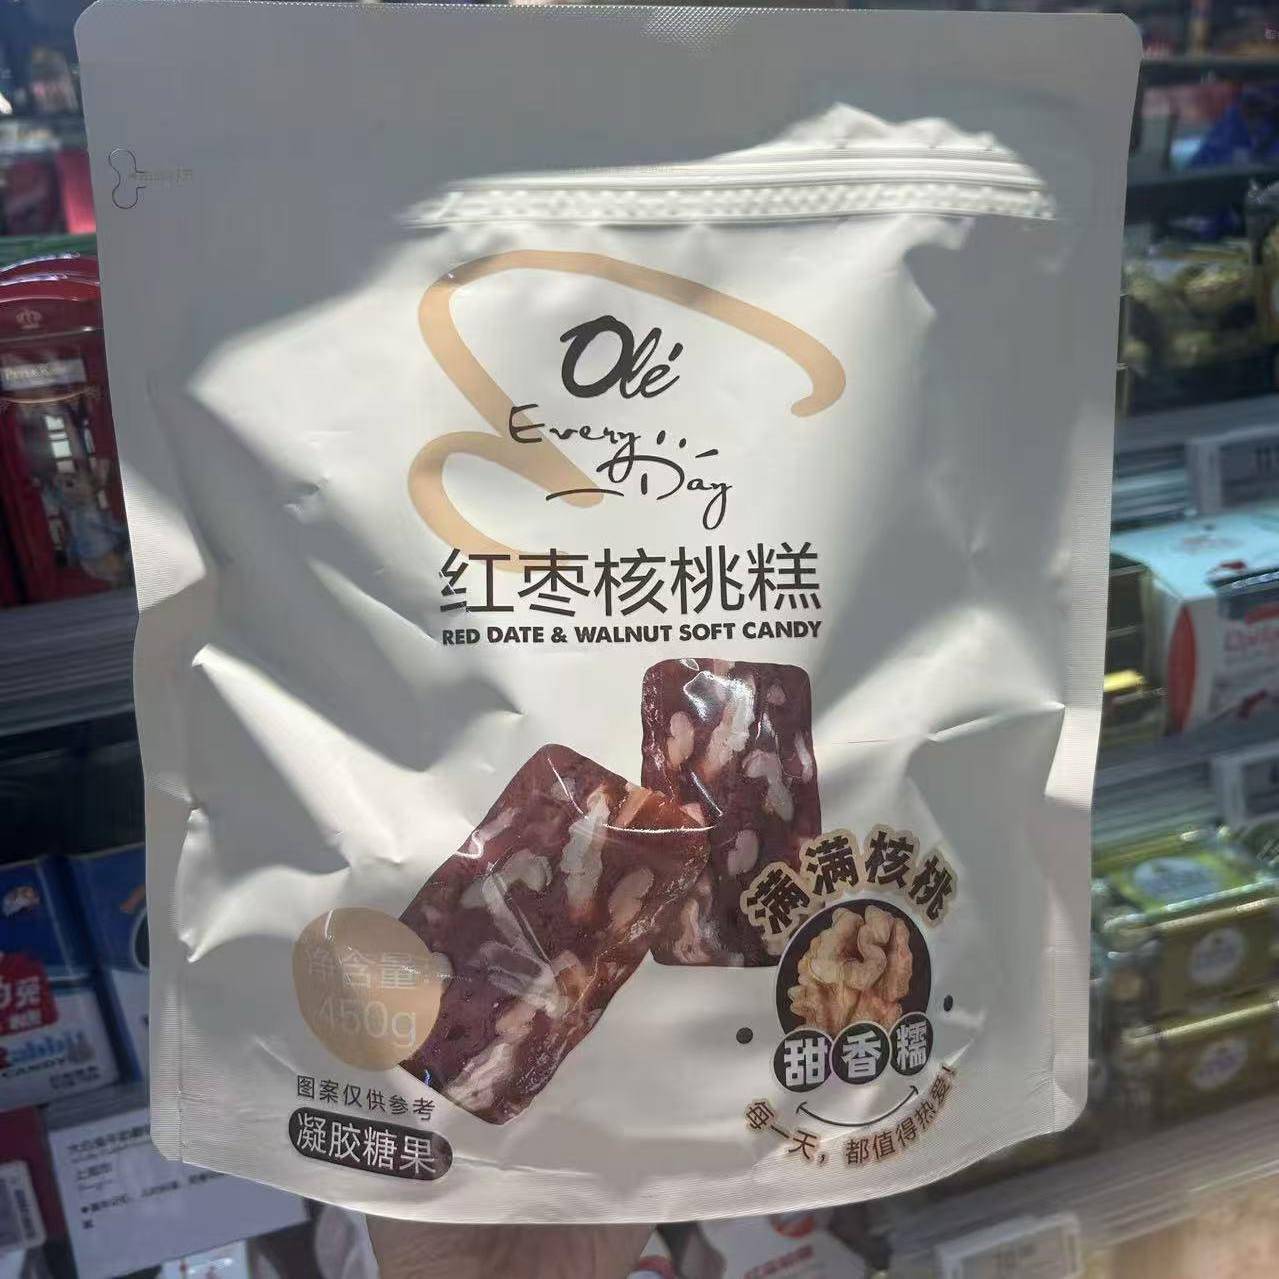 Olé
Every
Day
红枣核桃糕
RED DATE & WALNUT SOFT CANDY
满满核桃
甜香糯
每一天，都值得热爱！
净含量:
450g
图案仅供参考
凝胶糖果
CANDY